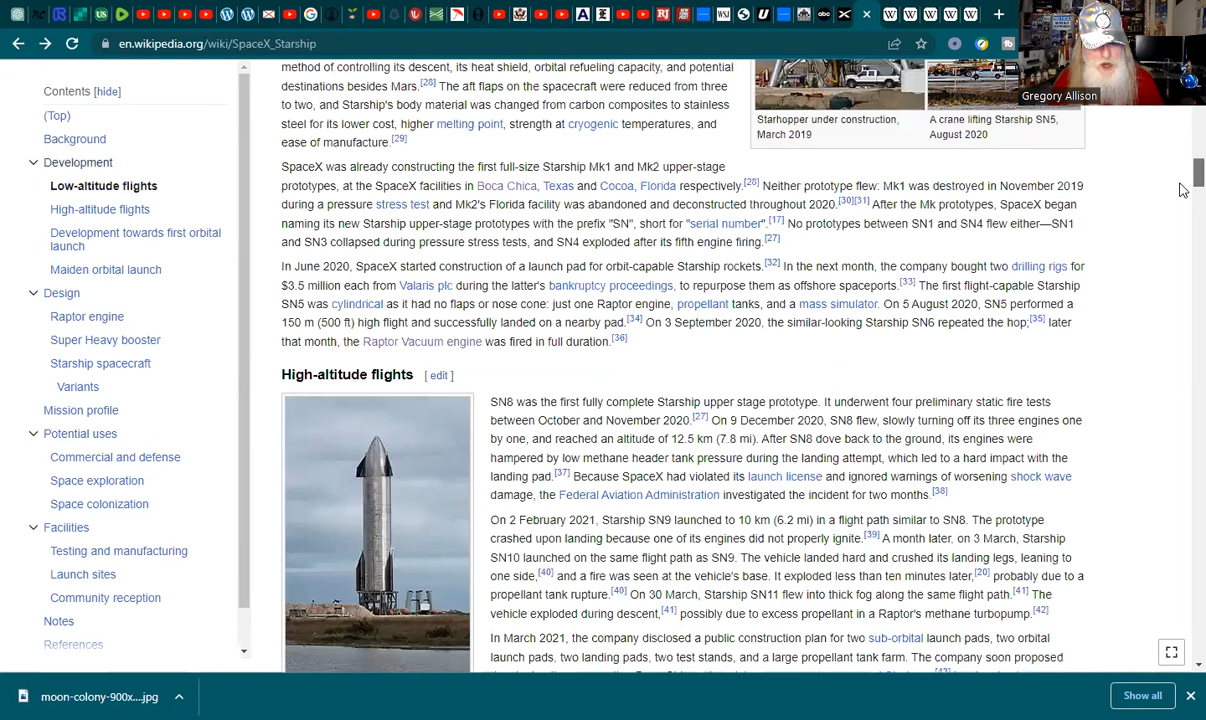 en.wikipedia.org/wiki/SpaceX_Starship
Gregory Allison
Contents [hide]
(Top)
Background
Development
Low-altitude flights
High-altitude flights
Development towards first orbital
launch
Maiden orbital launch
Design
Raptor engine
Super Heavy booster
Starship spacecraft
Variants
Mission profile
Potential uses
Commercial and defense
Space exploration
Space colonization
Facilities
Testing and manufacturing
Launch sites
Community reception
Notes
References
method of controlling its descent, its heat shield, orbital refueling capacity, and potential
destinations besides Mars.[28] The aft flaps on the spacecraft were reduced from three
to two, and Starship's body material was changed from carbon composites to stainless
steel for its lower cost, higher melting point, strength at cryogenic temperatures, and
ease of manufacture.[29]
Starhopper under construction,
March 2019
A crane lifting Starship SN5,
August 2020
SpaceX was already constructing the first full-size Starship Mk1 and Mk2 upper-stage
prototypes, at the SpaceX facilities in Boca Chica, Texas and Cocoa, Florida respectively.[28] Neither prototype flew: Mk1 was destroyed in November 2019
during a pressure stress test and Mk2's Florida facility was abandoned and deconstructed throughout 2020.[30][31] After the Mk prototypes, SpaceX began
naming its new Starship upper-stage prototypes with the prefix "SN", short for "serial number".[17] No prototypes between SN1 and SN4 flew either—SN1
and SN3 collapsed during pressure stress tests, and SN4 exploded after its fifth engine firing.[27]
In June 2020, SpaceX started construction of a launch pad for orbit-capable Starship rockets.[32] In the next month, the company bought two drilling rigs for
$3.5 million each from Valaris plc during the latter's bankruptcy proceedings, to repurpose them as offshore spaceports.[33] The first flight-capable Starship
SN5 was cylindrical as it had no flaps or nose cone: just one Raptor engine, propellant tanks, and a mass simulator. On 5 August 2020, SN5 performed a
150 m (500 ft) high flight and successfully landed on a nearby pad.[34] On 3 September 2020, the similar-looking Starship SN6 repeated the hop;[35] later
that month, the Raptor Vacuum engine was fired in full duration.[36]
High-altitude flights [ edit ]
SN8 was the first fully complete Starship upper stage prototype. It underwent four preliminary static fire tests
between October and November 2020.[27] On 9 December 2020, SN8 flew, slowly turning off its three engines one
by one, and reached an altitude of 12.5 km (7.8 mi). After SN8 dove back to the ground, its engines were
hampered by low methane header tank pressure during the landing attempt, which led to a hard impact with the
landing pad.[37] Because SpaceX had violated its launch license and ignored warnings of worsening shock wave
damage, the Federal Aviation Administration investigated the incident for two months.[38]
On 2 February 2021, Starship SN9 launched to 10 km (6.2 mi) in a flight path similar to SN8. The prototype
crashed upon landing because one of its engines did not properly ignite.[39] A month later, on 3 March, Starship
SN10 launched on the same flight path as SN9. The vehicle landed hard and crushed its landing legs, leaning to
one side,[40] and a fire was seen at the vehicle's base. It exploded less than ten minutes later,[20] probably due to a
propellant tank rupture.[40] On 30 March, Starship SN11 flew into thick fog along the same flight path.[41] The
vehicle exploded during descent,[41] possibly due to excess propellant in a Raptor's methane turbopump.[42]
In March 2021, the company disclosed a public construction plan for two sub-orbital launch pads, two orbital
launch pads, two landing pads, two test stands, and a large propellant tank farm. The company soon proposed
moon-colony-900x....jpg
Show all